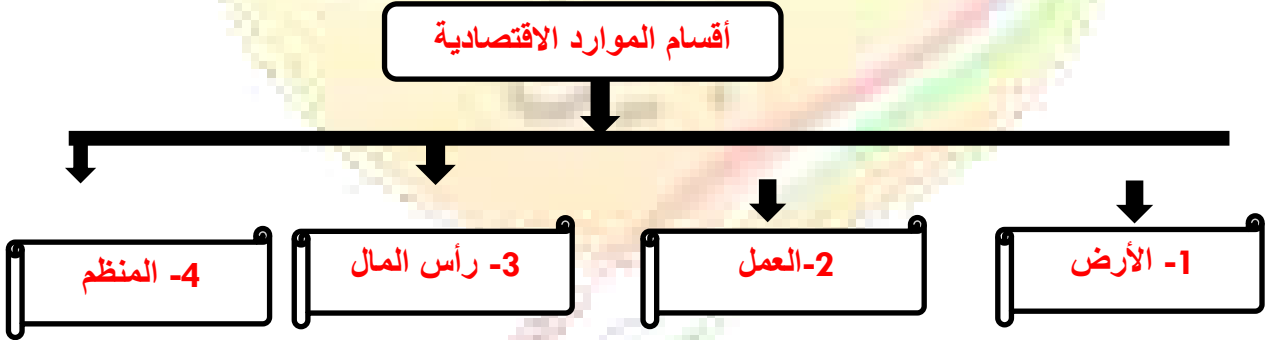 أقسام الموارد الاقتصادية
1- الأرض
2-العمل
3- رأس المال
4- المنظم